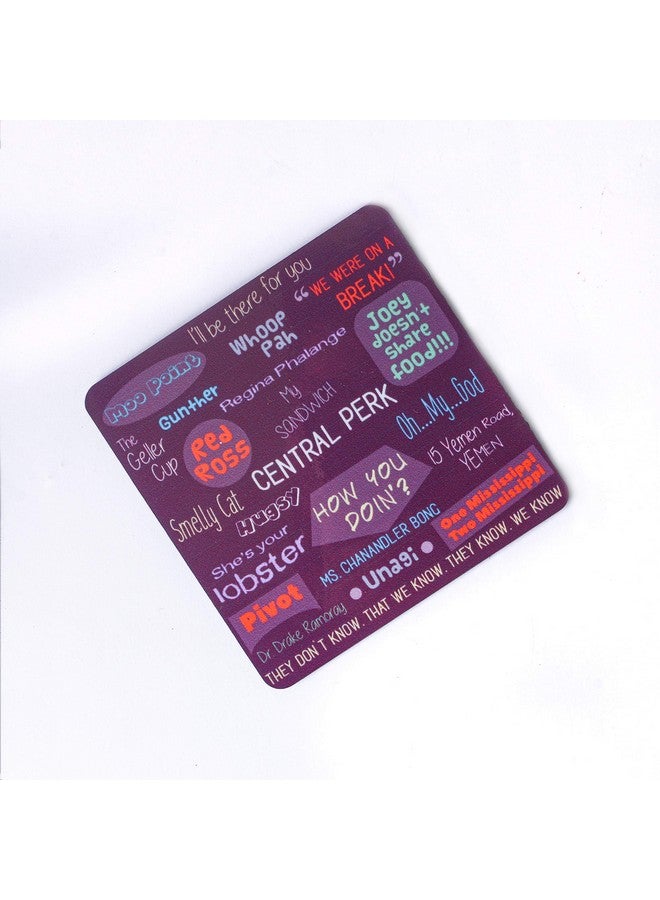 I'll be there for you
"WE WERE ON A
BREAK!"
Whoop
Pah
Joey
doesn't
share
food!!!
Moo Point
Gunther
Regina Phalange
My
SANDWICH
The
Geller
Cup
Red
Ross
CENTRAL PERK
Oh...My...God
15 Yemen Road,
YEMEN
Smelly Cat
Hugsy
HOW YOU
DOIN'?
One Mississippi
Two Mississippi
She's your
lobster
MS. CHANANDLER BONG
• Unagi •
Pivot
Dr. Drake Ramoray
THEY DON'T KNOW. THAT WE KNOW. THEY KNOW. WE KNOW